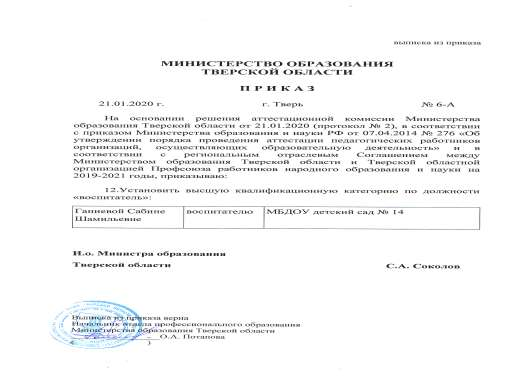 выписка из приказа
МИНИСТЕРСТВО ОБРАЗОВАНИЯ
ТВЕРСКОЙ ОБЛАСТИ
П Р И К А З
21.01.2020 г. г. Тверь № 6-А
На основании решения аттестационной комиссии Министерства
образования Тверской области от 21.01.2020 (протокол № 2), в соответствии
с приказом Министерства образования и науки РФ от 07.04.2014 № 276 «Об
утверждении порядка проведения аттестации педагогических работников
организаций, осуществляющих образовательную деятельность» и в
соответствии с региональным отраслевым Соглашением между
Министерством образования Тверской области и Тверской областной
организацией Профсоюза работников народного образования и науки на
2019-2021 годы, приказываю:
12.Установить высшую квалификационную категорию по должности
«воспитатель»:
Ганиевой Сабине воспитателю МБДОУ детский сад № 14
Шамильевне
И.о. Министра образования
Тверской области С.А. Соколов
Выписка из приказа верна
Начальник отдела профессионального образования
Министерства образования Тверской области
О.А. Потапова